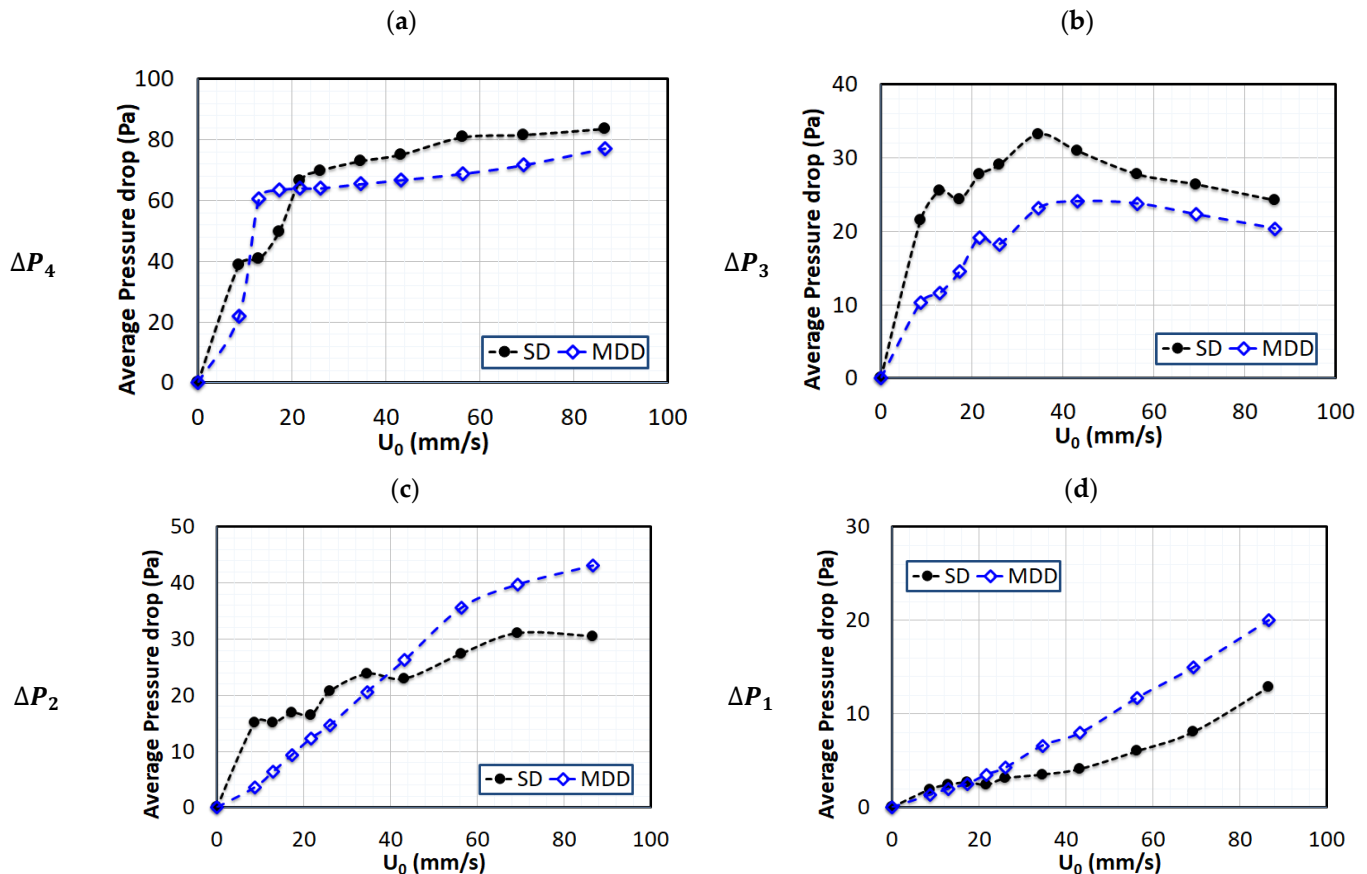 (a)
ΔP4
Average Pressure drop (Pa)
100
80
60
40
20
0
0 20 40 60 80 100
U0 (mm/s)
SD MDD
(b)
ΔP3
Average Pressure drop (Pa)
40
30
20
10
0
0 20 40 60 80 100
U0 (mm/s)
SD MDD
(c)
ΔP2
Average Pressure drop (Pa)
50
40
30
20
10
0
0 20 40 60 80 100
U0 (mm/s)
SD MDD
(d)
ΔP1
Average Pressure drop (Pa)
30
20
10
0
0 20 40 60 80 100
U0 (mm/s)
SD MDD